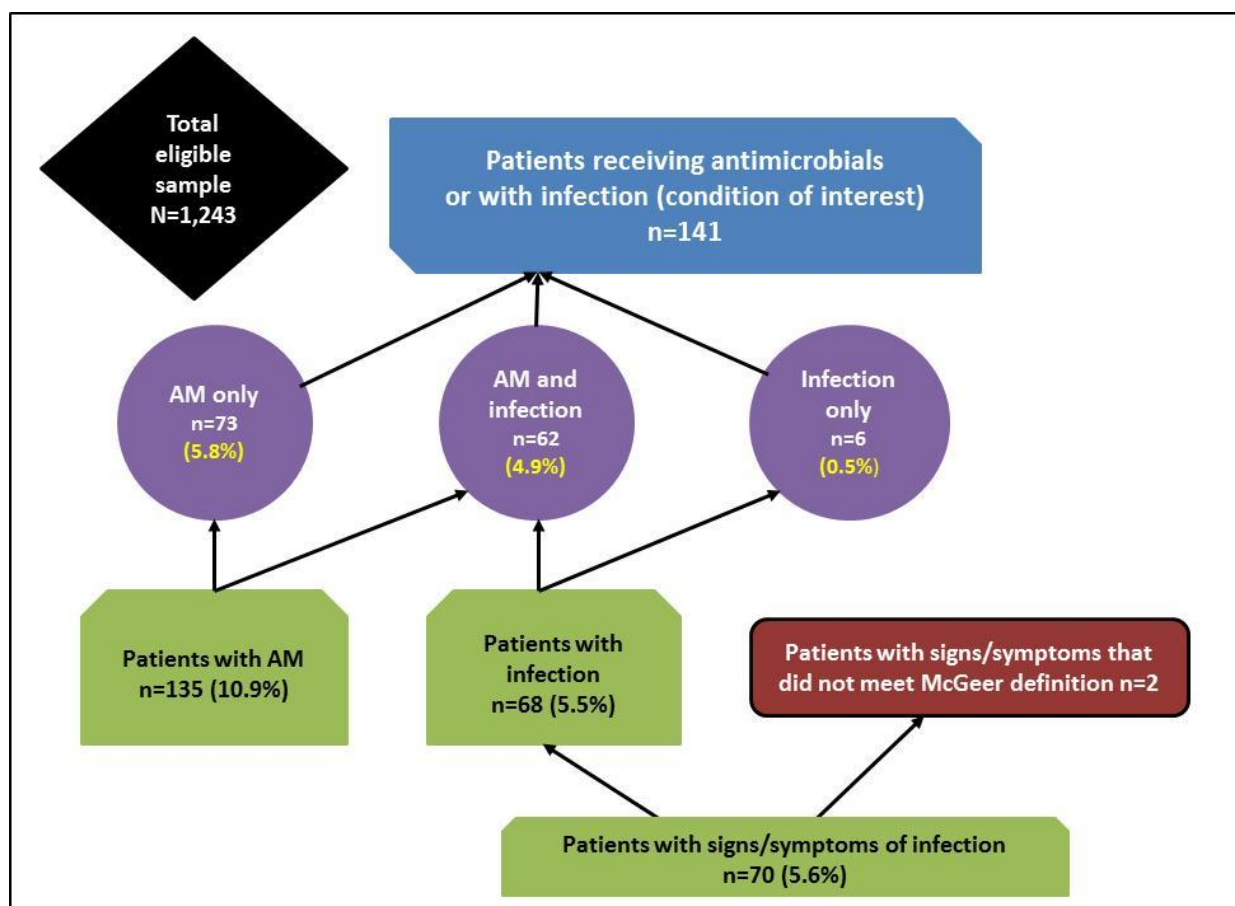 Total
eligible
sample
N=1,243
Patients receiving antimicrobials
or with infection (condition of interest)
n=141
AM only
n=73
(5.8%)
AM and
infection
n=62
(4.9%)
Infection
only
n=6
(0.5%)
Patients with AM
n=135 (10.9%)
Patients with
infection
n=68 (5.5%)
Patients with signs/symptoms that
did not meet McGeer definition n=2
Patients with signs/symptoms of infection
n=70 (5.6%)